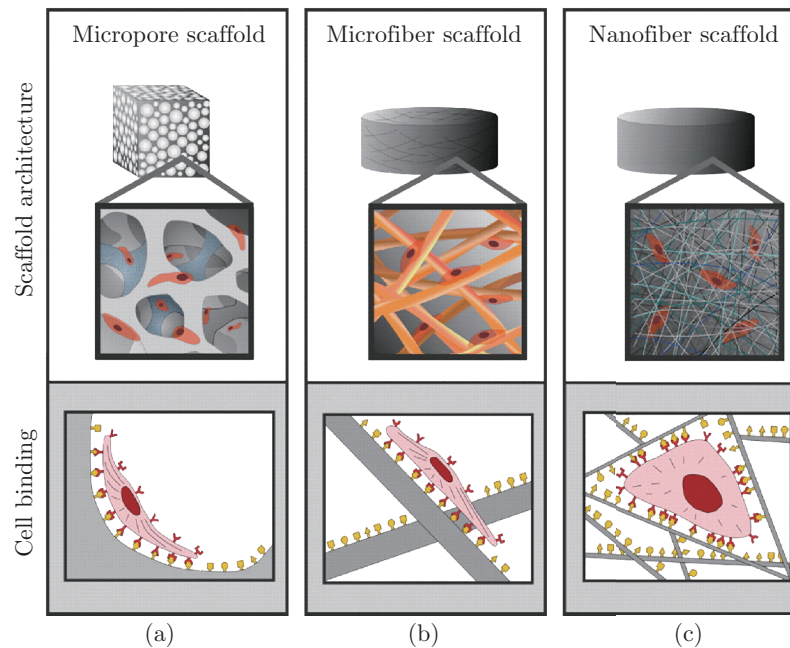 Micropore scaffold
Microfiber scaffold
Nanofiber scaffold
Scaffold architecture
Cell binding
(a)
(b)
(c)